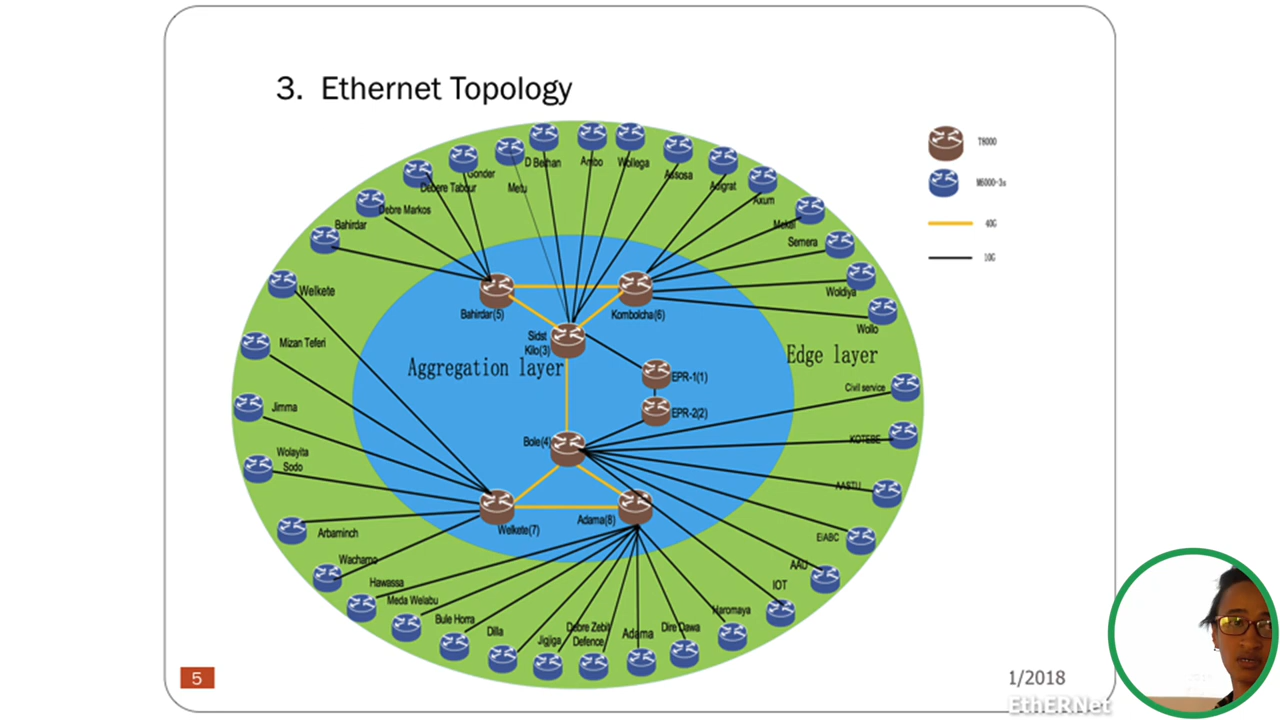 3. Ethernet Topology
D Berhan
Ambo
Wollega
Gonder
Assosa
Debere Tabour
Metu
Adigrat
Debre Markos
Axum
Bahirdar
Mekel
Semera
Welkete
Woldiya
Bahirdar(5)
Kombolcha(6)
Wollo
Mizan Teferi
Sidst
Kilo(3)
Aggregation layer
Edge layer
EPR-1(1)
Civil service
Jimma
EPR-2(2)
Bole(4)
KOTEBE
Wolayita
Sodo
AASTU
Arbaminch
Welkete(7)
Adama(8)
EiABC
Wachamo
AAU
Hawassa
IOT
Meda Welabu
Haromaya
Bule Horra
Dilla
Jigjga
Debre Zebit
Defence
Adama
Dire Dawa
T8000
M6000-3s
40G
10G
5
1/2018
EthERNet